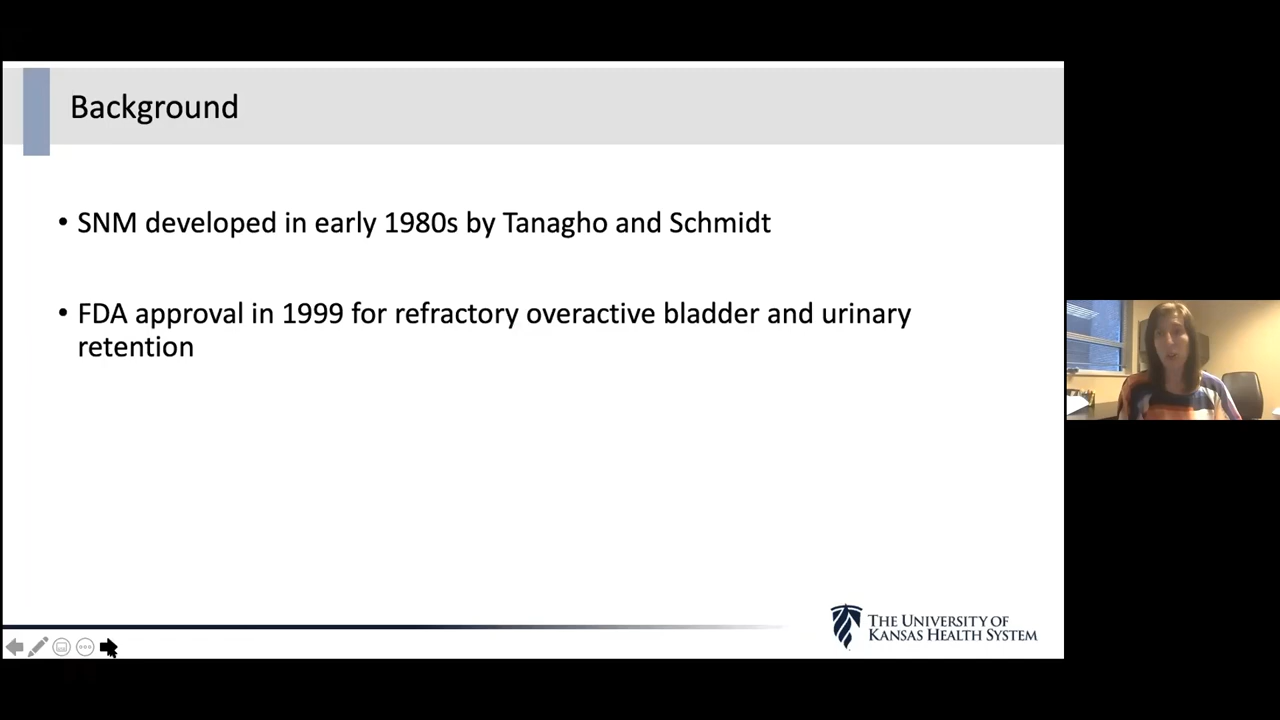 Background
• SNM developed in early 1980s by Tanagho and Schmidt
• FDA approval in 1999 for refractory overactive bladder and urinary
retention
THE UNIVERSITY OF
KANSAS HEALTH SYSTEM